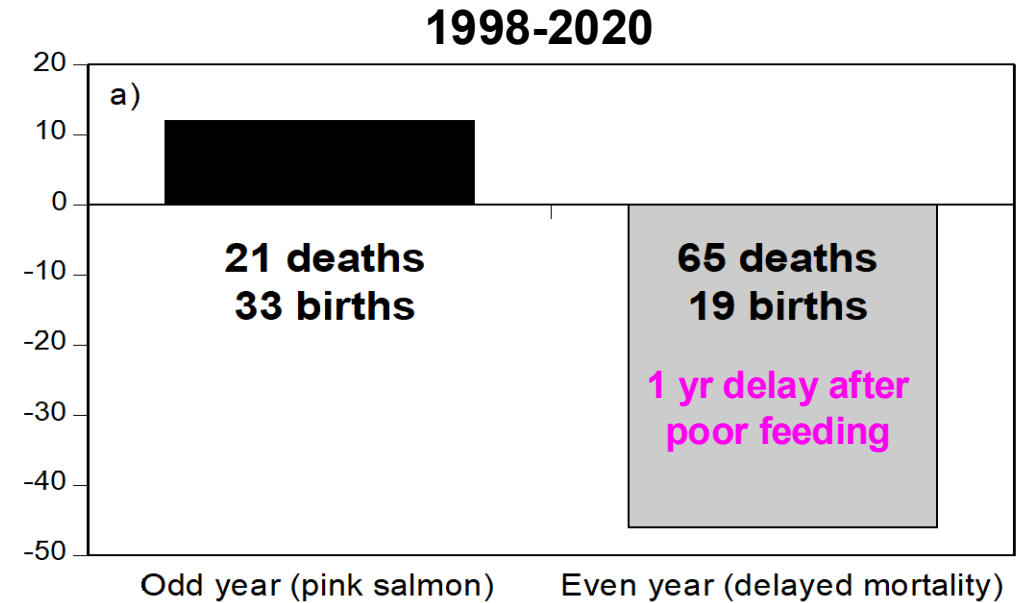 1998-2020
20
a)
10
0
-10
-20
-30
-40
-50
21 deaths
33 births
65 deaths
19 births
1 yr delay after
poor feeding
Odd year (pink salmon)
Even year (delayed mortality)